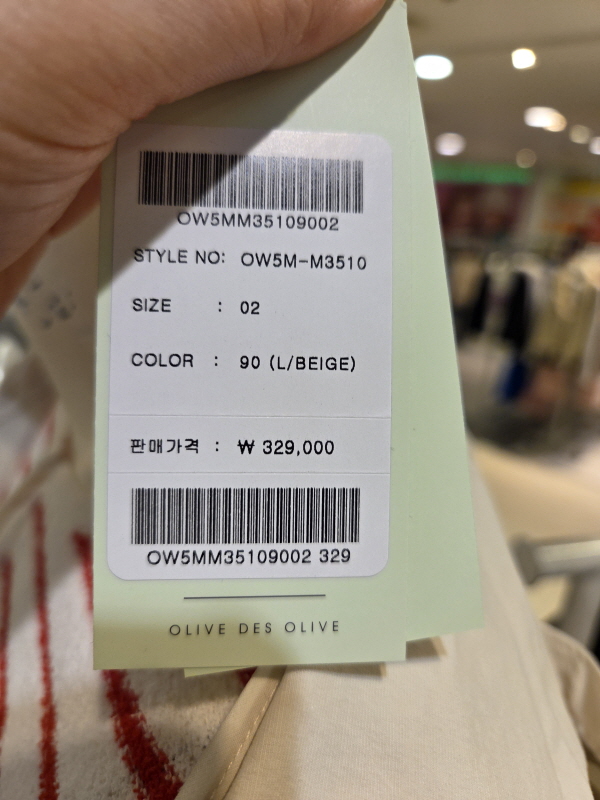 OW5MM35109002
STYLE NO: OW5M-M3510
SIZE : 02
COLOR : 90 (L/BEIGE)
판매가격 : ₩ 329,000
OW5MM35109002 329
OLIVE DES OLIVE